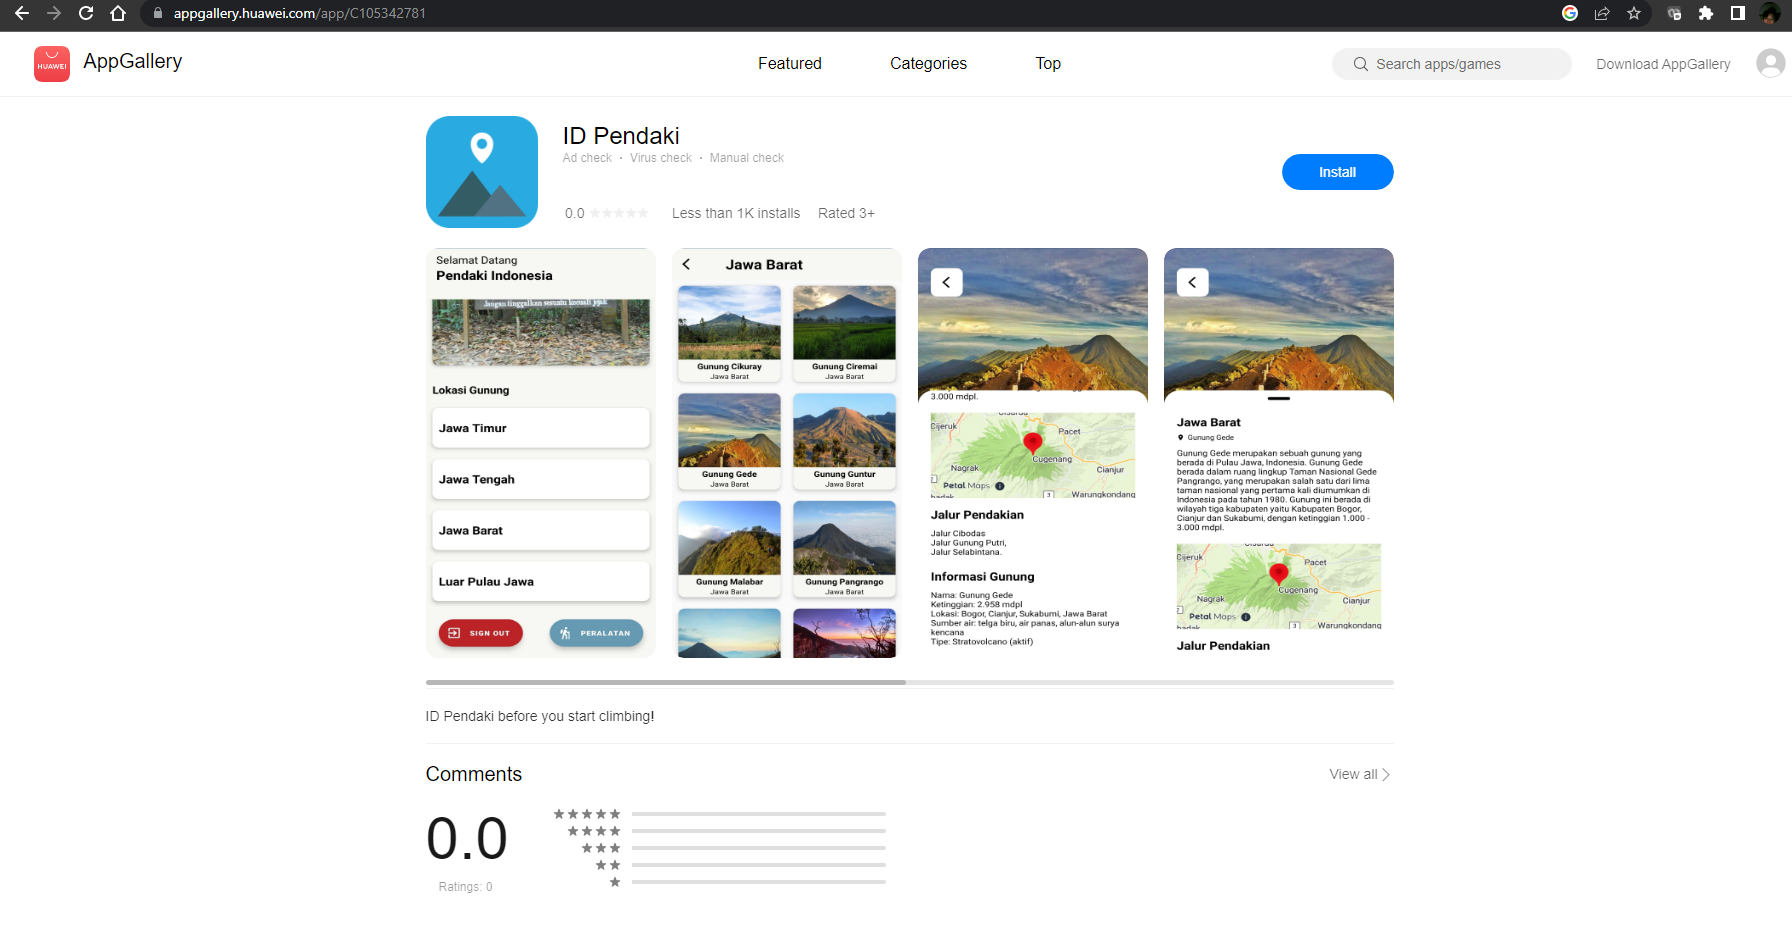 appgallery.huawei.com/app/C105342781
HUAWEI
AppGallery
Featured
Categories
Top
Search apps/games
Download AppGallery
ID Pendaki
Ad check · Virus check · Manual check
Install
0.0
Less than 1K installs
Rated 3+
Selamat Datang
Pendaki Indonesia
Jangan tinggalkan sesuatu kecuali jejak
Lokasi Gunung
Jawa Timur
Jawa Tengah
Jawa Barat
Luar Pulau Jawa
SIGN OUT
PERALATAN
Jawa Barat
Gunung Cikuray
Jawa Barat
Gunung Ciremai
Jawa Barat
Gunung Gede
Jawa Barat
Gunung Guntur
Jawa Barat
Gunung Malabar
Jawa Barat
Gunung Pangrango
Jawa Barat
3.000 mdpl.
Cijeruk
Pacet
Cugenang
Nagrak
Cianjur
Petal Maps
3
Warungkondang
Jalur Pendakian
Jalur Cibodas
Jalur Gunung Putri,
Jalur Selabintana.
Informasi Gunung
Nama: Gunung Gede
Ketinggian: 2.958 mdpl
Lokasi: Bogor, Cianjur, Sukabumi, Jawa Barat
Sumber air: telga biru, air panas, alun-alun surya
kencana
Tipe: Stratovolcano (aktif)
Jawa Barat
Gunung Gede
Gunung Gede merupakan sebuah gunung yang
berada di Pulau Jawa, Indonesia. Gunung Gede
berada dalam ruang lingkup Taman Nasional Gede
Pangrango, yang merupakan salah satu dari lima
taman nasional yang pertama kali diumumkan di
Indonesia pada tahun 1980. Gunung ini berada di
wilayah tiga kabupaten yaitu Kabupaten Bogor,
Cianjur dan Sukabumi, dengan ketinggian 1.000 -
3.000 mdpl.
Cijeruk
Pacet
Cugenang
Nagrak
Cianjur
Petal Maps
3
Warungkondang
Jalur Pendakian
ID Pendaki before you start climbing!
Comments
View all
0.0
Ratings: 0